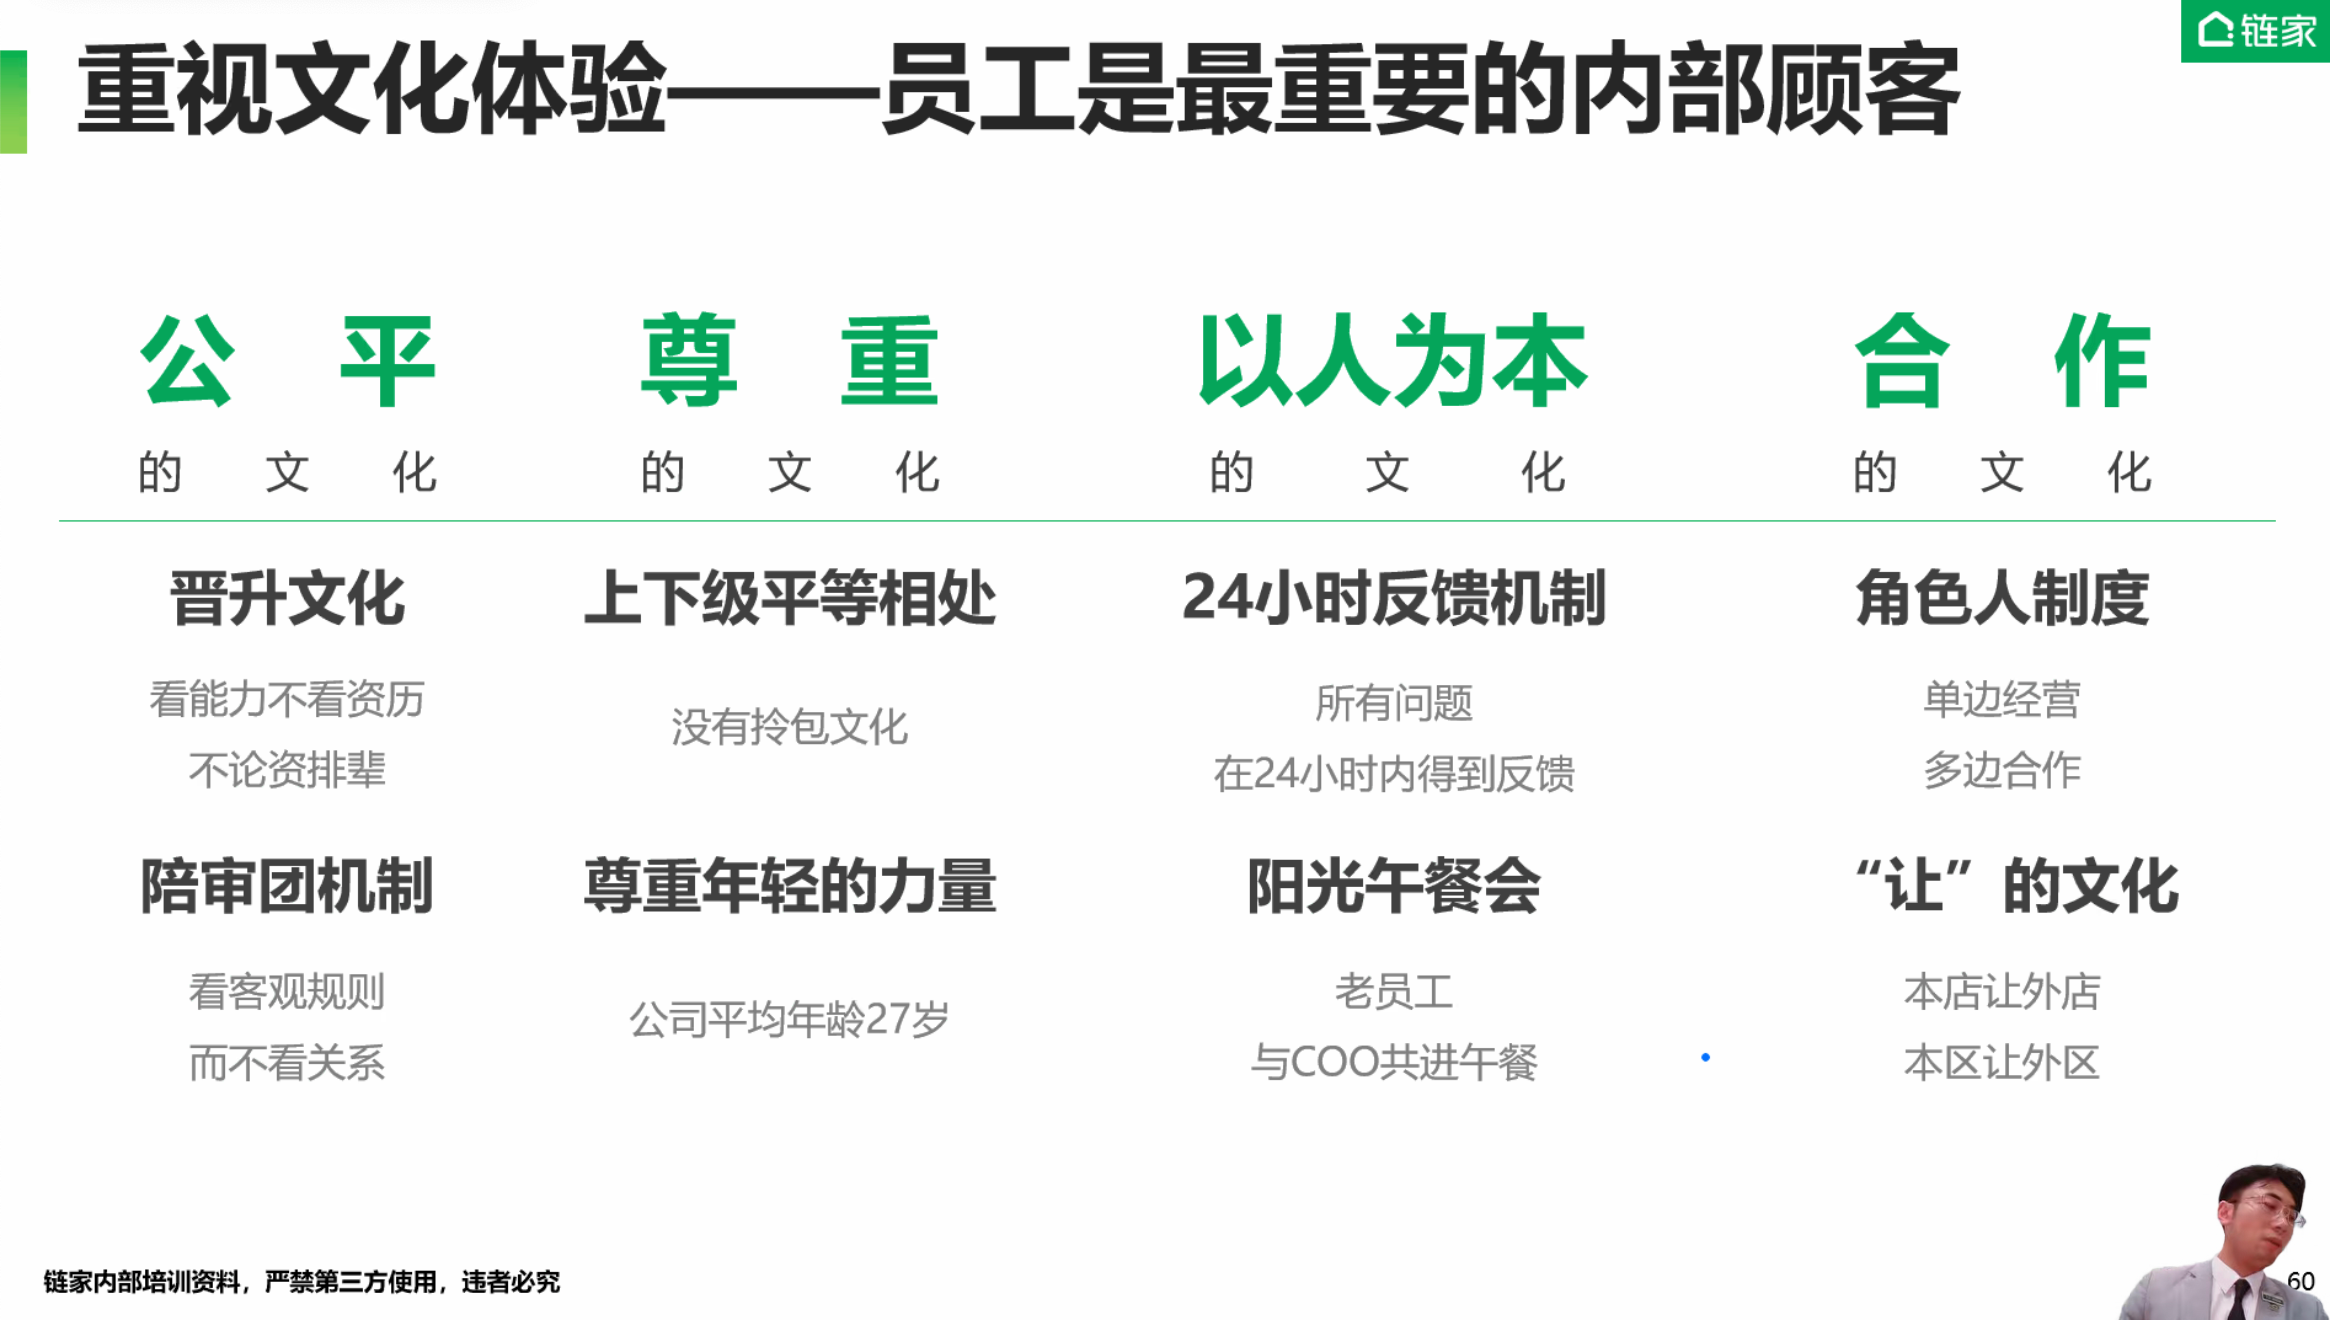 链家
重视文化体验——员工是最重要的内部顾客
公平
的文化
尊重
的文化
以人为本
的文化
合作
的文化
晋升文化
看能力不看资历
不论资排辈
上下级平等相处
没有拎包文化
24小时反馈机制
所有问题
在24小时内得到反馈
角色人制度
单边经营
多边合作
陪审团机制
看客观规则
而不看关系
尊重年轻的力量
公司平均年龄27岁
阳光午餐会
老员工
与COO共进午餐
“让”的文化
本店让外店
本区让外区
链家内部培训资料，严禁第三方使用，违者必究
60